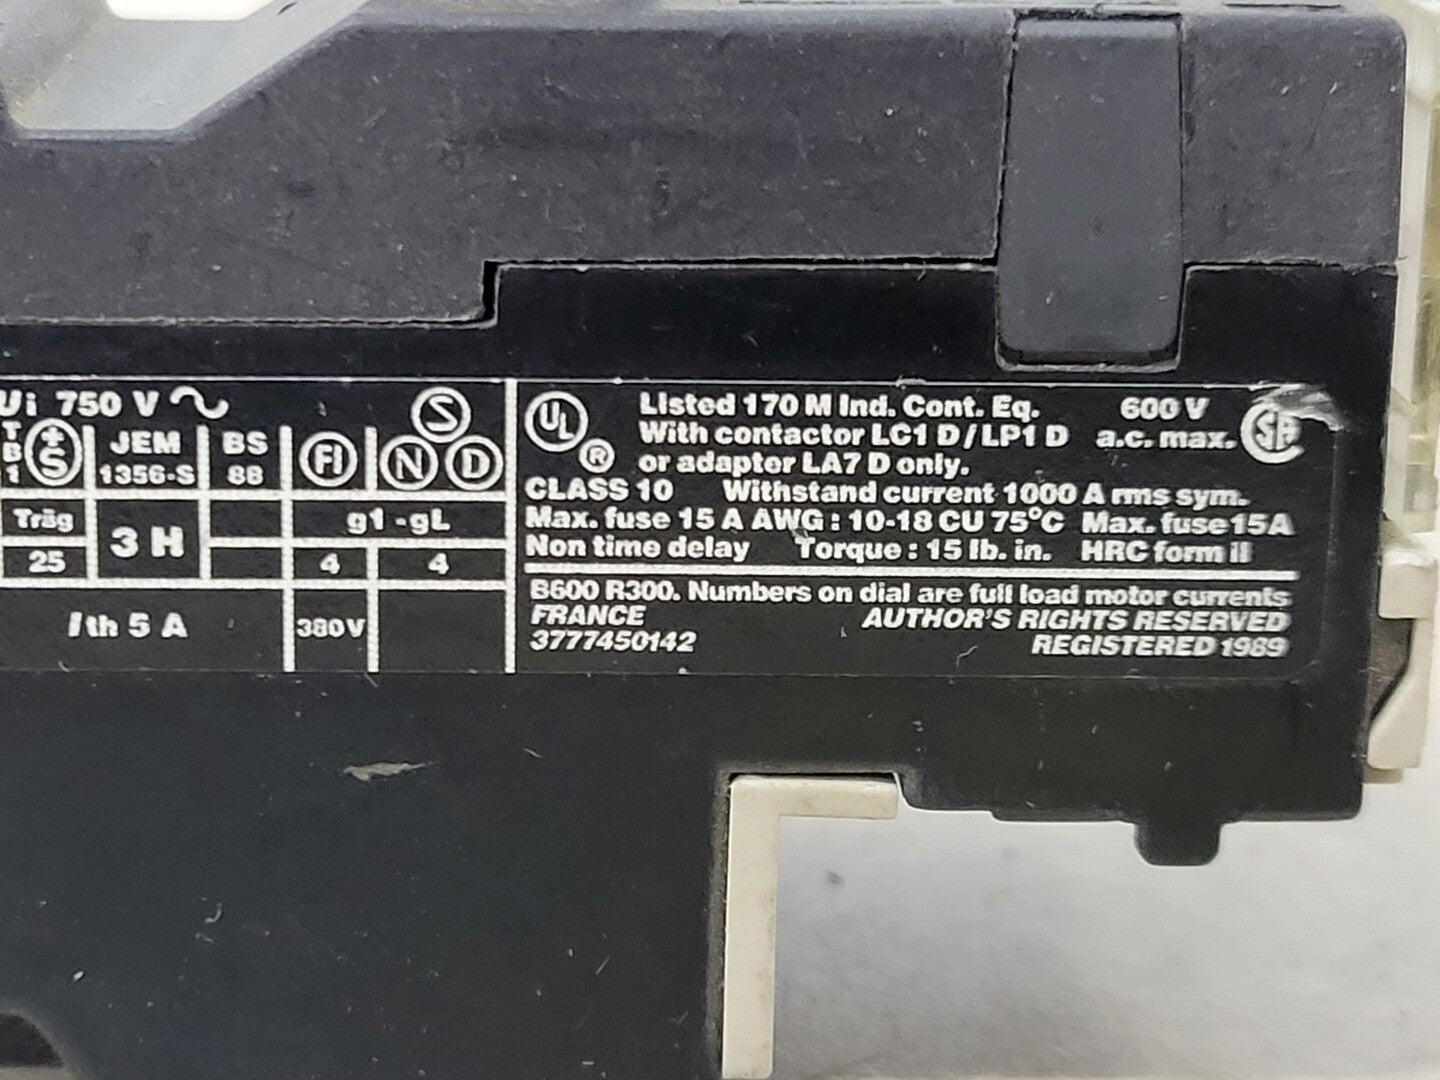 Ui 750 V
S
TB1 +S JEM 1356-S BS 88 FI N D
Träg 3 H g1 -gL
25 4 4
Ith 5 A 380V
UL ® Listed 170 M Ind. Cont. Eq. 600 V
With contactor LC1 D / LP1 D a.c. max.
or adapter LA7 D only.
CLASS 10 Withstand current 1000 A rms sym.
Max. fuse 15 A AWG : 10-18 CU 75°C Max. fuse 15A
Non time delay Torque : 15 lb. in. HRC form II
B600 R300. Numbers on dial are full load motor currents
FRANCE AUTHOR'S RIGHTS RESERVED
3777450142 REGISTERED 1989